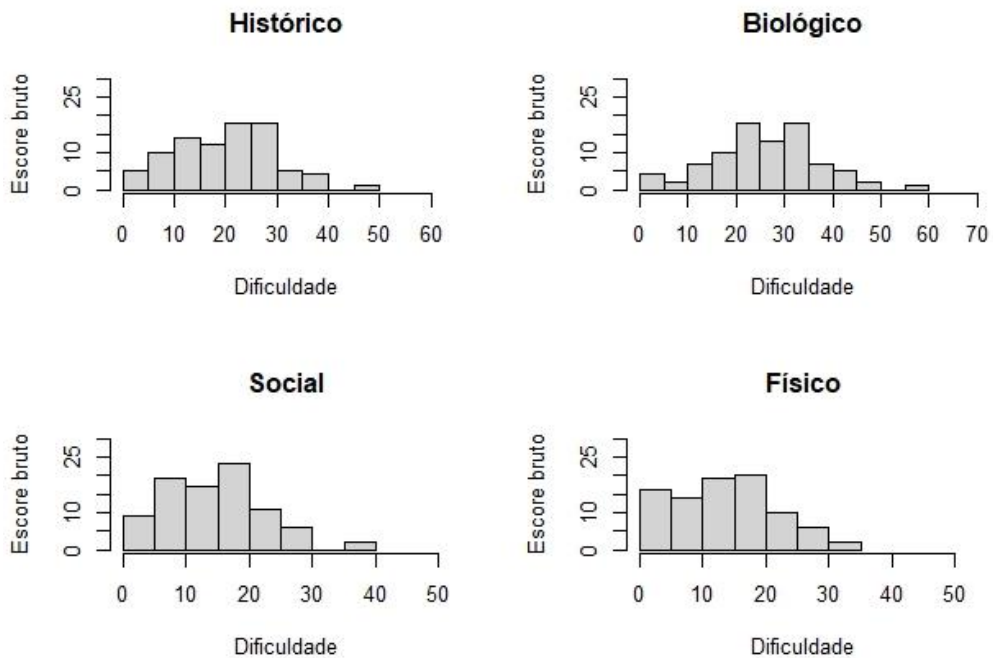 Histórico
Escore bruto
25
10
0
0 10 20 30 40 50 60
Dificuldade
Biológico
Escore bruto
25
10
0
0 10 20 30 40 50 60 70
Dificuldade
Social
Escore bruto
25
10
0
0 10 20 30 40 50
Dificuldade
Físico
Escore bruto
25
10
0
0 10 20 30 40 50
Dificuldade